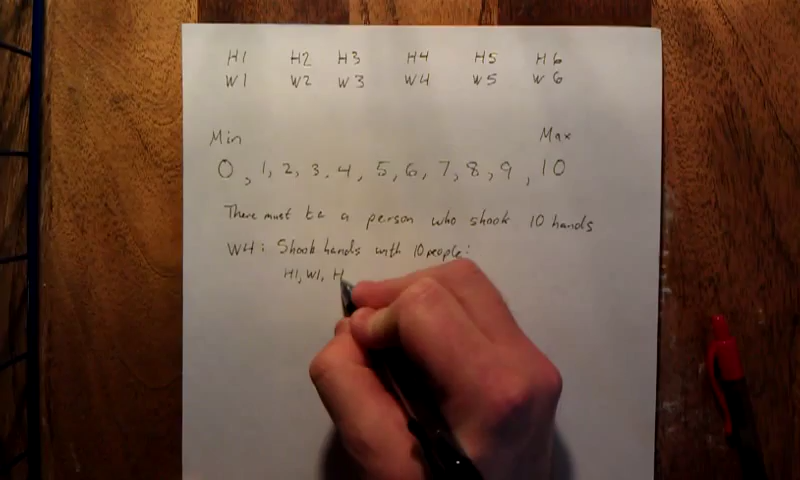 H1 H2 H3 H4 H5 H6
W1 W2 W3 W4 W5 W6
Min Max
0, 1, 2, 3, 4, 5, 6, 7, 8, 9, 10
There must be a person who shook 10 hands
W4: Shook hands with 10 people:
H1, W1, H